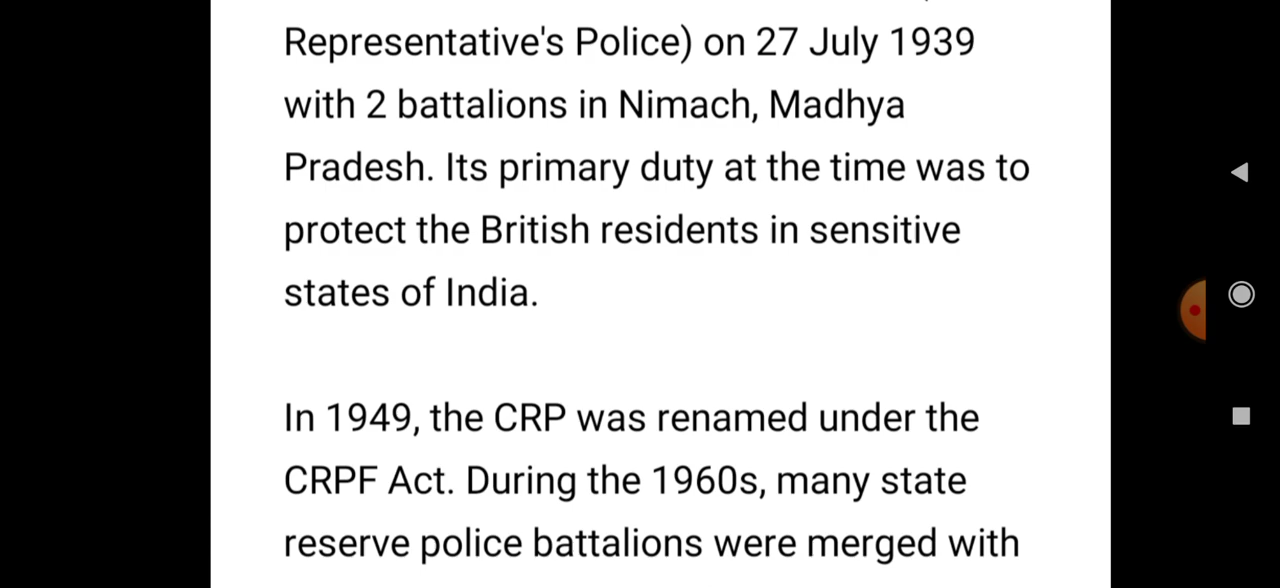 Representative's Police) on 27 July 1939
with 2 battalions in Nimach, Madhya
Pradesh. Its primary duty at the time was to
protect the British residents in sensitive
states of India.
In 1949, the CRP was renamed under the
CRPF Act. During the 1960s, many state
reserve police battalions were merged with